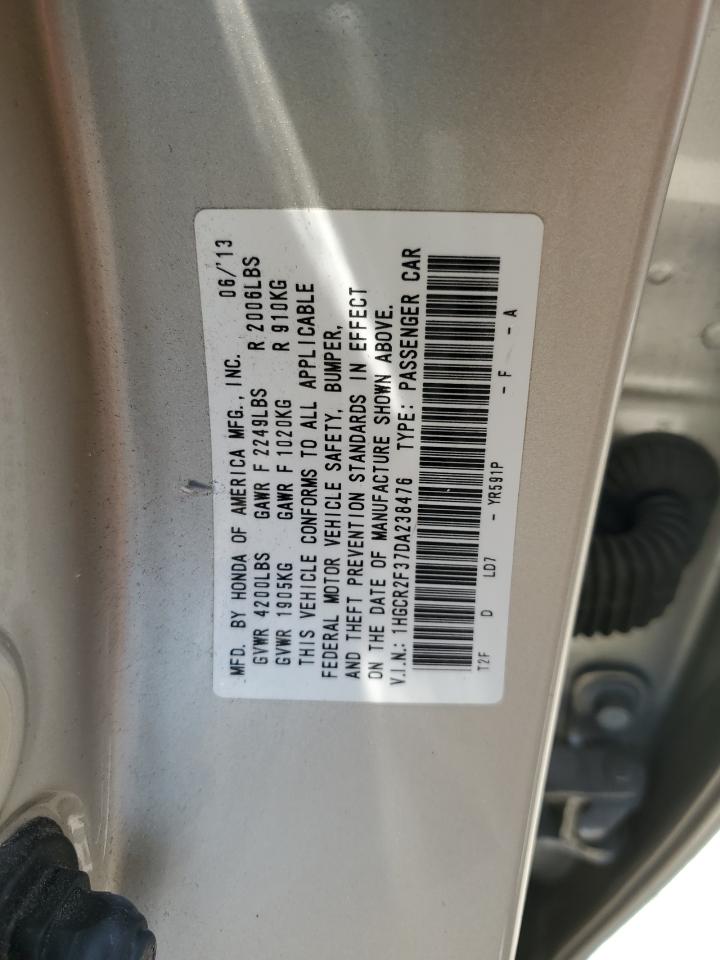 MFD. BY HONDA OF AMERICA MFG., INC. 06/'13
GVWR 4200LBS GAWR F 2249LBS R 2006LBS
GVWR 1905KG GAWR F 1020KG R 910KG
THIS VEHICLE CONFORMS TO ALL APPLICABLE
FEDERAL MOTOR VEHICLE SAFETY, BUMPER,
AND THEFT PREVENTION STANDARDS IN EFFECT
ON THE DATE OF MANUFACTURE SHOWN ABOVE.
V.I.N.: 1HGCR2F37DA238476 TYPE: PASSENGER CAR
T2F D LD7 - YR591P - F - A